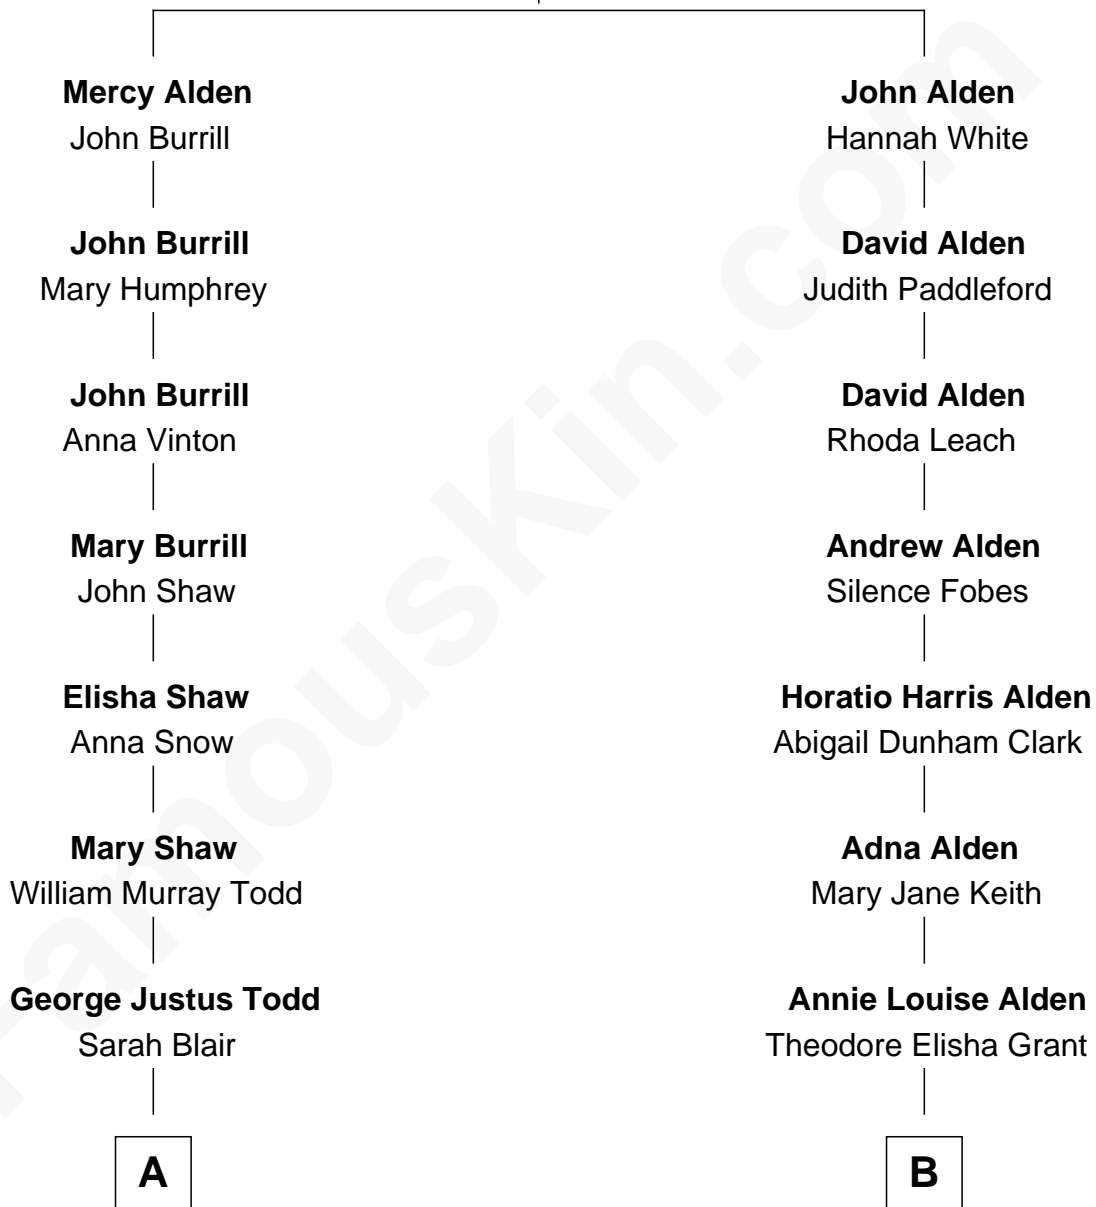 Mercy Alden
John Burrill
John Burrill
Mary Humphrey
John Burrill
Anna Vinton
Mary Burrill
John Shaw
Elisha Shaw
Anna Snow
Mary Shaw
William Murray Todd
George Justus Todd
Sarah Blair
A
John Alden
Hannah White
David Alden
Judith Paddleford
David Alden
Rhoda Leach
Andrew Alden
Silence Fobes
Horatio Harris Alden
Abigail Dunham Clark
Adna Alden
Mary Jane Keith
Annie Louise Alden
Theodore Elisha Grant
B
FamousKin.com